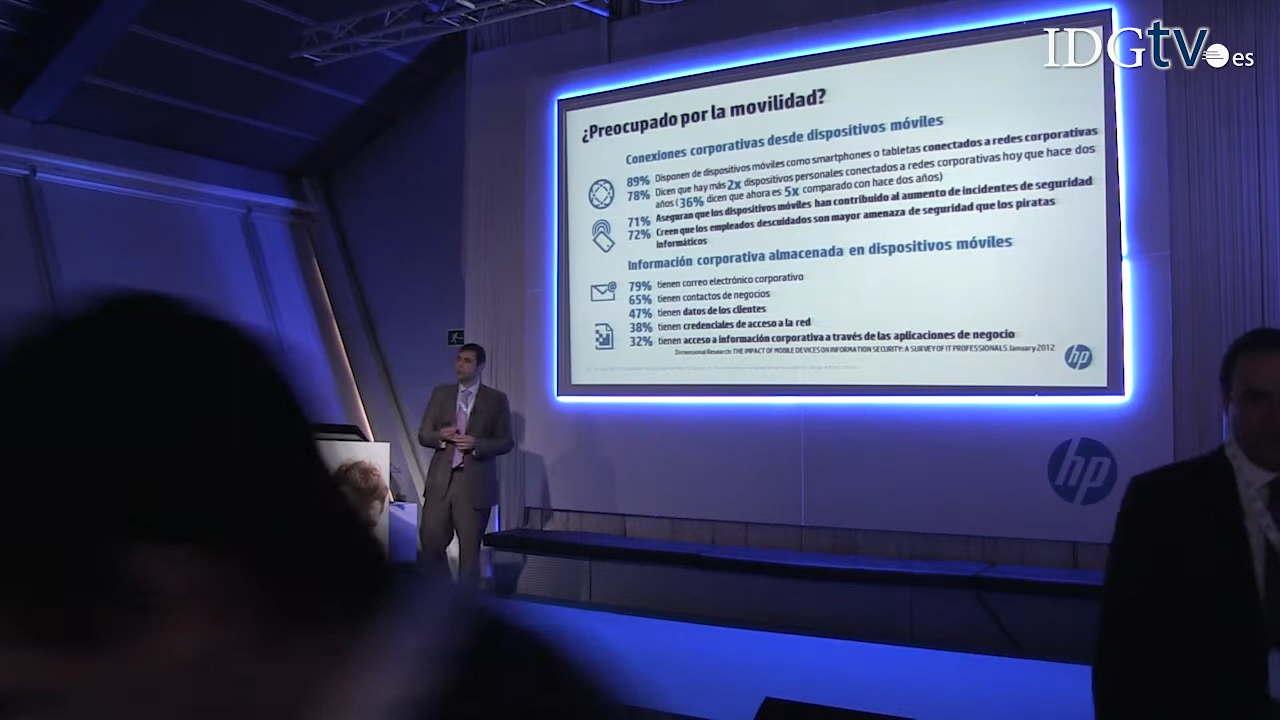 IDGtv.es
¿Preocupado por la movilidad?
Conexiones corporativas desde dispositivos móviles
89% Disponen de dispositivos móviles como smartphones o tabletas conectados a redes corporativas
78% Dicen que hay más 2x dispositivos personales conectados a redes corporativas hoy que hace dos
años (36% dicen que ahora es 5x comparado con hace dos años)
71% Aseguran que los dispositivos móviles han contribuido al aumento de incidentes de seguridad
72% Creen que los empleados descuidados son mayor amenaza de seguridad que los piratas
informáticos
Información corporativa almacenada en dispositivos móviles
79% tienen correo electrónico corporativo
65% tienen contactos de negocios
47% tienen datos de los clientes
38% tienen credenciales de acceso a la red
32% tienen acceso a información corporativa a través de las aplicaciones de negocio
Dimensional Research: THE IMPACT OF MOBILE DEVICES ON INFORMATION SECURITY: A SURVEY OF IT PROFESSIONALS January 2012
hp
hp